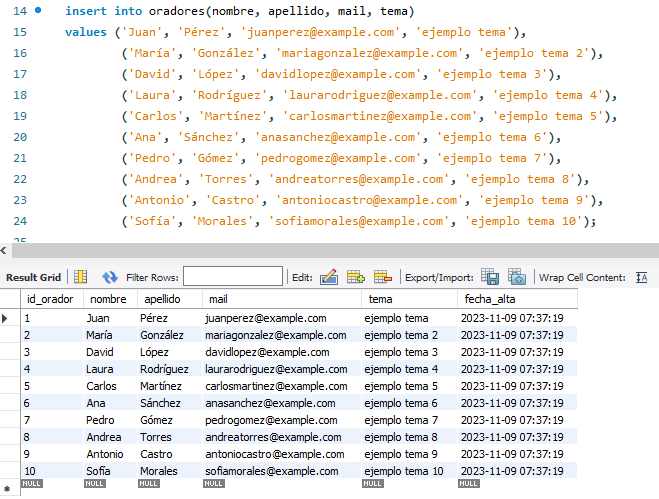 14 insert into oradores(nombre, apellido, mail, tema)
15 values ('Juan', 'Pérez', 'juanperez@example.com', 'ejemplo tema'),
16 ('María', 'González', 'mariagonzalez@example.com', 'ejemplo tema 2'),
17 ('David', 'López', 'davidlopez@example.com', 'ejemplo tema 3'),
18 ('Laura', 'Rodríguez', 'laurarodriguez@example.com', 'ejemplo tema 4'),
19 ('Carlos', 'Martínez', 'carlosmartinez@example.com', 'ejemplo tema 5'),
20 ('Ana', 'Sánchez', 'anasanchez@example.com', 'ejemplo tema 6'),
21 ('Pedro', 'Gómez', 'pedrogomez@example.com', 'ejemplo tema 7'),
22 ('Andrea', 'Torres', 'andreatorres@example.com', 'ejemplo tema 8'),
23 ('Antonio', 'Castro', 'antoniocastro@example.com', 'ejemplo tema 9'),
24 ('Sofía', 'Morales', 'sofiamorales@example.com', 'ejemplo tema 10');
Result Grid Filter Rows: Edit: Export/Import: Wrap Cell Content: IA
id_orador nombre apellido mail tema fecha_alta
1 Juan Pérez juanperez@example.com ejemplo tema 2023-11-09 07:37:19
2 María González mariagonzalez@example.com ejemplo tema 2 2023-11-09 07:37:19
3 David López davidlopez@example.com ejemplo tema 3 2023-11-09 07:37:19
4 Laura Rodríguez laurarodriguez@example.com ejemplo tema 4 2023-11-09 07:37:19
5 Carlos Martínez carlosmartinez@example.com ejemplo tema 5 2023-11-09 07:37:19
6 Ana Sánchez anasanchez@example.com ejemplo tema 6 2023-11-09 07:37:19
7 Pedro Gómez pedrogomez@example.com ejemplo tema 7 2023-11-09 07:37:19
8 Andrea Torres andreatorres@example.com ejemplo tema 8 2023-11-09 07:37:19
9 Antonio Castro antoniocastro@example.com ejemplo tema 9 2023-11-09 07:37:19
10 Sofía Morales sofiamorales@example.com ejemplo tema 10 2023-11-09 07:37:19
NULL NULL NULL NULL NULL NULL